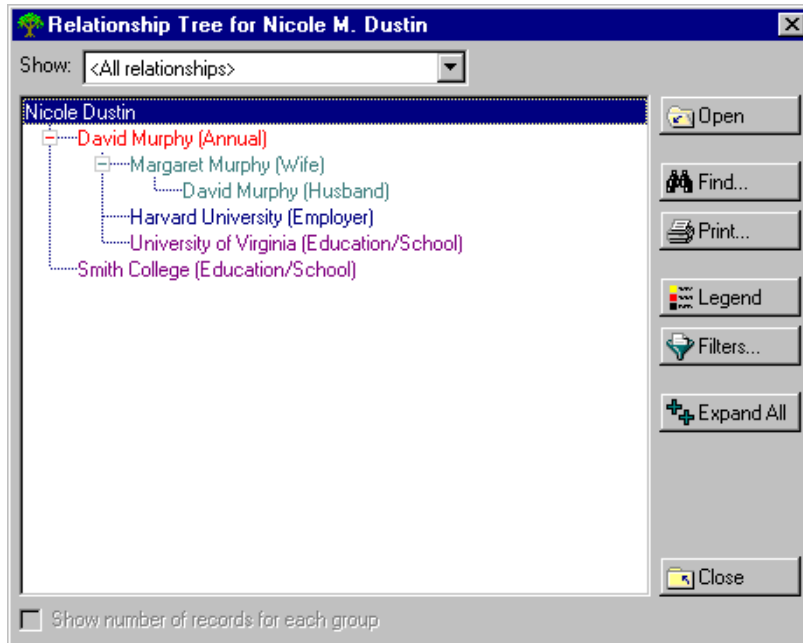 Relationship Tree for Nicole M. Dustin
Show: <All relationships>
Nicole Dustin
David Murphy (Annual)
Margaret Murphy (Wife)
David Murphy (Husband)
Harvard University (Employer)
University of Virginia (Education/School)
Smith College (Education/School)
Open
Find...
Print...
Legend
Filters...
Expand All
Close
Show number of records for each group